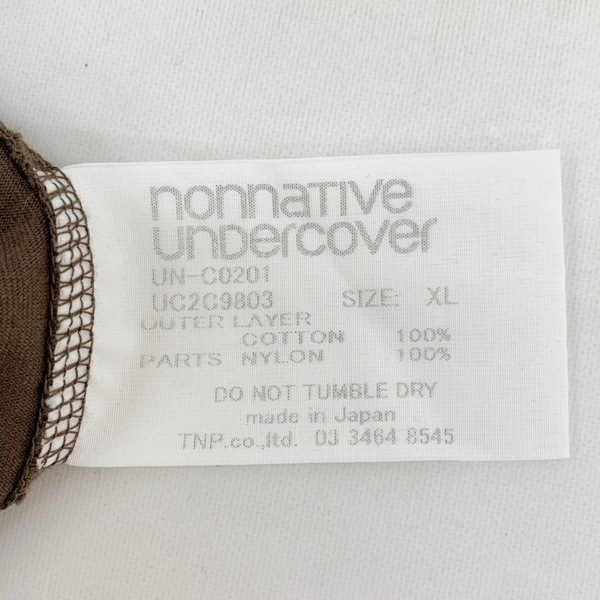 nonnative
undercover
UN-C0201
UC2C9803 SIZE: XL
OUTER LAYER
COTTON 100%
PARTS NYLON 100%
DO NOT TUMBLE DRY
made in Japan
TNP.co.,ltd. 03 3464 8545